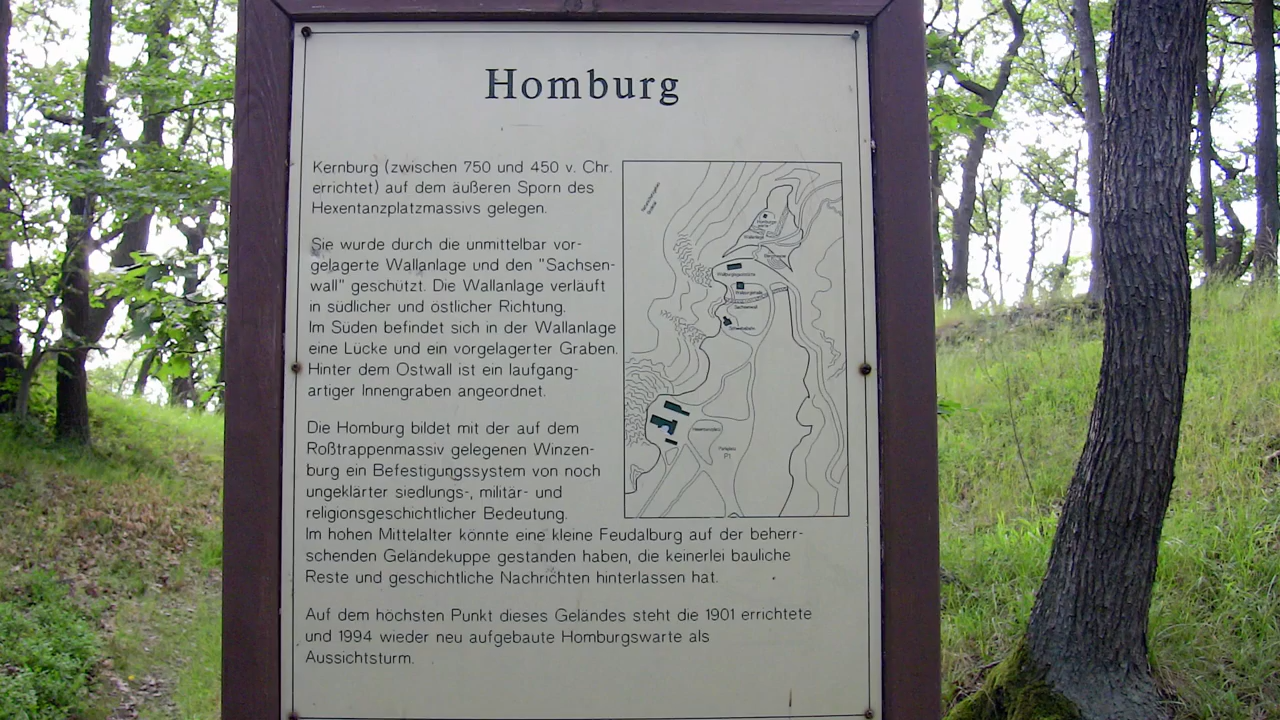 Homburg
Kernburg (zwischen 750 und 450 v. Chr.
errichtet) auf dem äußeren Sporn des
Hexentanzplatzmassivs gelegen.
Sie wurde durch die unmittelbar vor-
gelagerte Wallanlage und den "Sachsen-
wall" geschützt. Die Wallanlage verläuft
in südlicher und östlicher Richtung.
Im Süden befindet sich in der Wallanlage
eine Lücke und ein vorgelagerter Graben.
Hinter dem Ostwall ist ein laufgang-
artiger Innengraben angeordnet.
Die Homburg bildet mit der auf dem
Roßtrappenmassiv gelegenen Winzen-
burg ein Befestigungssystem von noch
ungeklärter siedlungs-, militär- und
religionsgeschichtlicher Bedeutung.
Im hohen Mittelalter könnte eine kleine Feudalburg auf der beherr-
schenden Geländekuppe gestanden haben, die keinerlei bauliche
Reste und geschichtliche Nachrichten hinterlassen hat.
Auf dem höchsten Punkt dieses Geländes steht die 1901 errichtete
und 1994 wieder neu aufgebaute Homburgswarte als
Aussichtsturm.
Walpurgishalle
Sachsenwall
Parkplatz
P1